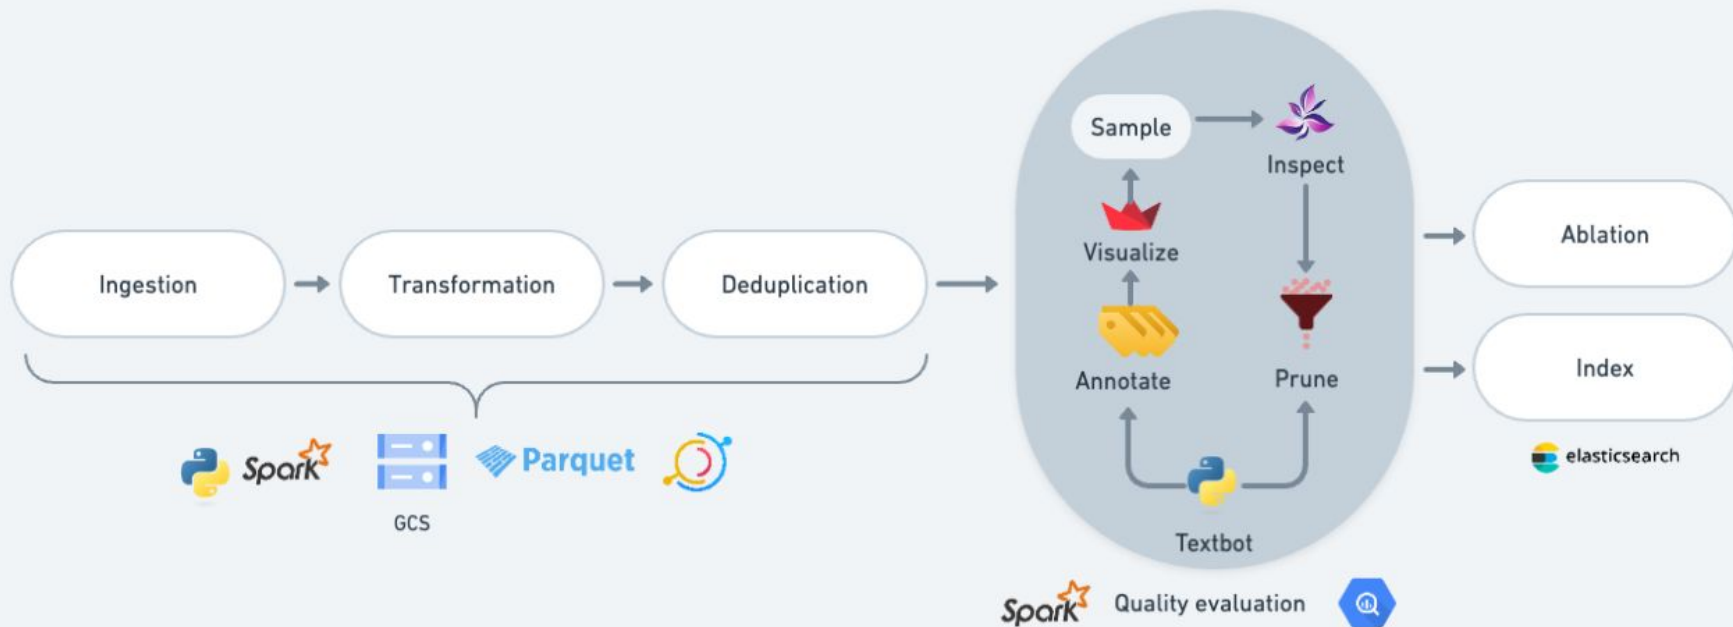 Sample
Inspect
Visualize
Ingestion
Transformation
Deduplication
Ablation
Annotate
Prune
Index
Spark
Parquet
GCS
elasticsearch
Textbot
Spark
Quality evaluation